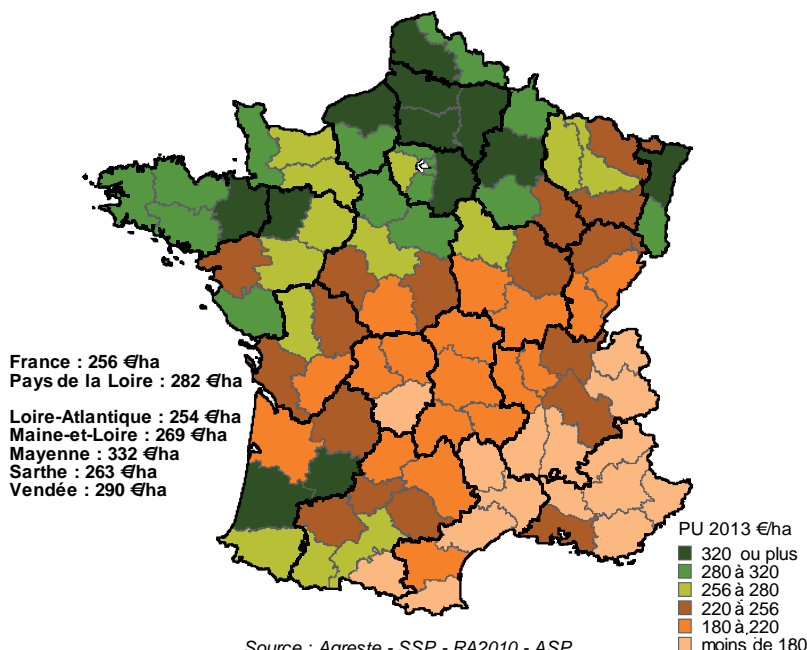 France : 256 €/ha
Pays de la Loire : 282 €/ha
Loire-Atlantique : 254 €/ha
Maine-et-Loire : 269 €/ha
Mayenne : 332 €/ha
Sarthe : 263 €/ha
Vendée : 290 €/ha
PU 2013 €/ha
320 ou plus
280 à 320
256 à 280
220 à 256
180 à 220
moins de 180
Source : Agreste - SSP - RA2010 - ASP